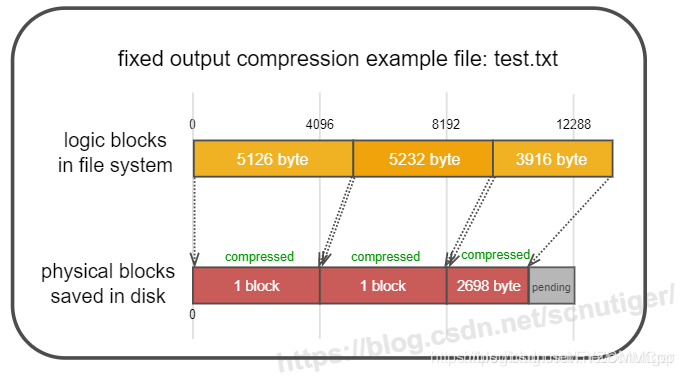 fixed output compression example file: test.txt
0 4096 8192 12288
logic blocks
in file system
5126 byte 5232 byte 3916 byte
compressed compressed compressed
physical blocks
saved in disk
1 block 1 block 2698 byte pending
0
https://blog.csdn.net/scnutiger/